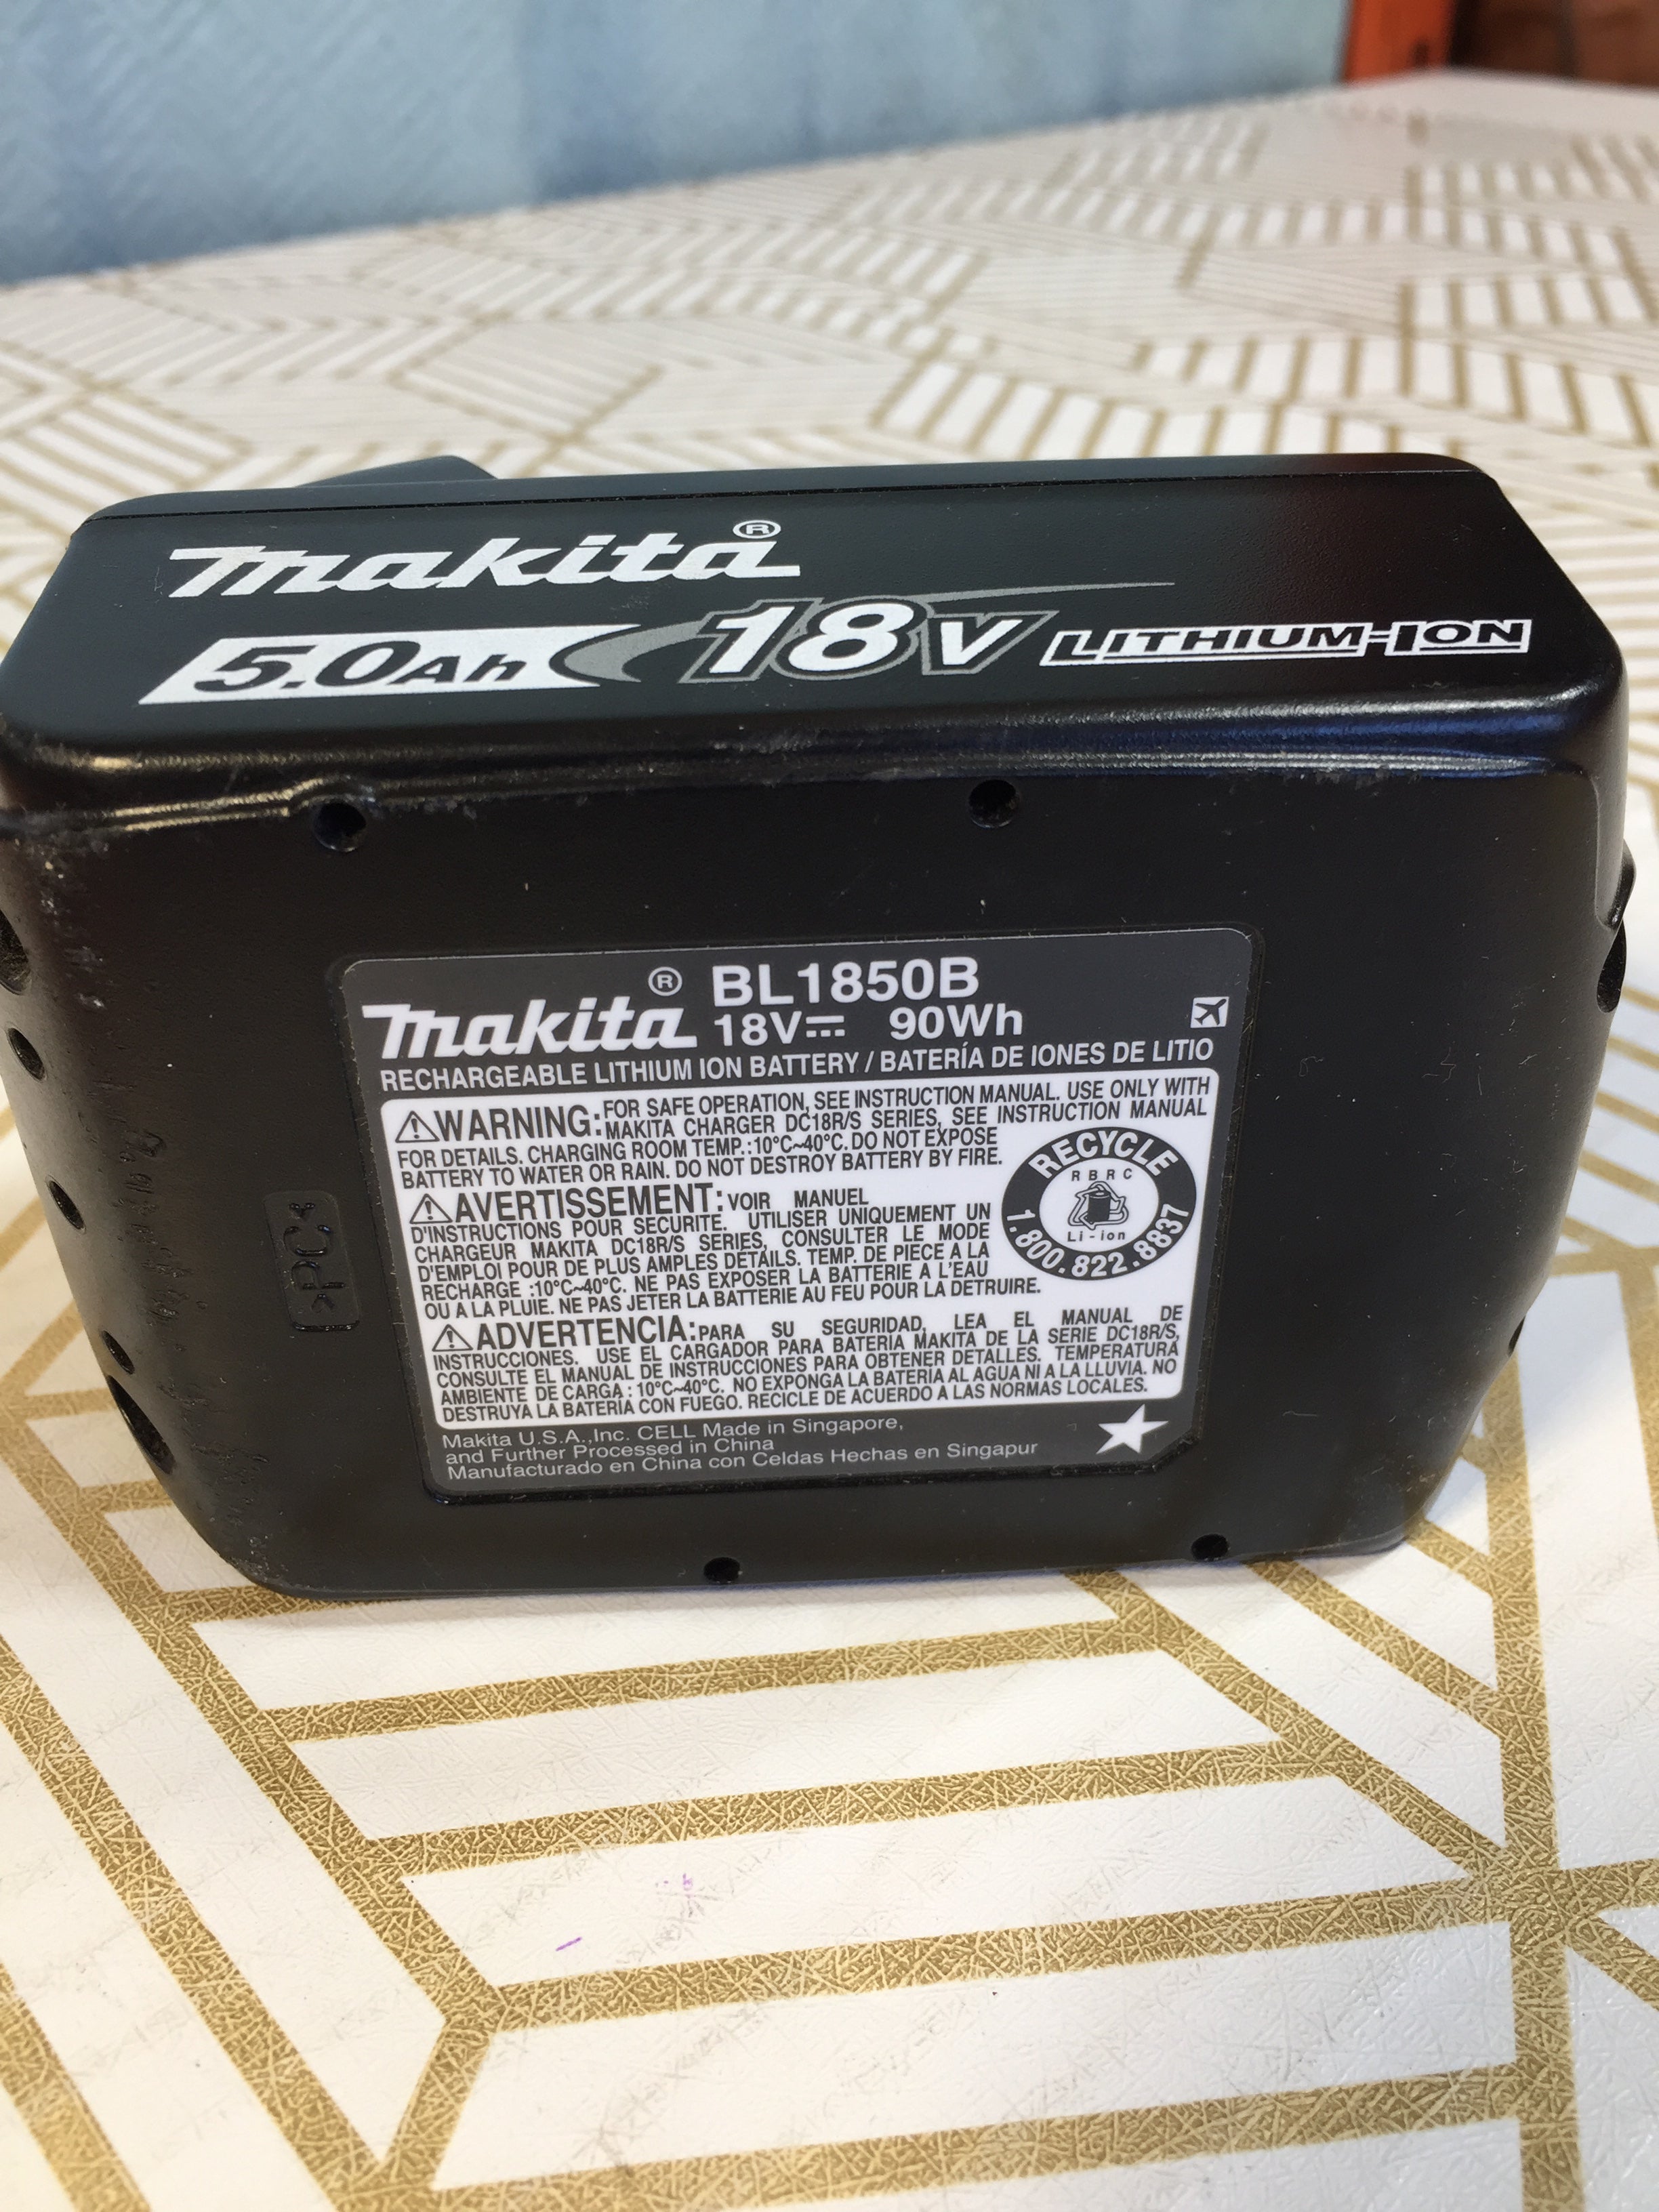 makita®
5.0Ah 18V LITHIUM-ION
makita® BL1850B
18V⎓ 90Wh
RECHARGEABLE LITHIUM ION BATTERY / BATERÍA DE IONES DE LITIO
⚠WARNING: FOR SAFE OPERATION, SEE INSTRUCTION MANUAL. USE ONLY WITH
MAKITA CHARGER DC18R/S SERIES, SEE INSTRUCTION MANUAL
FOR DETAILS. CHARGING ROOM TEMP.:10°C~40°C. DO NOT EXPOSE
BATTERY TO WATER OR RAIN. DO NOT DESTROY BATTERY BY FIRE.
RECYCLE
RBRC
Li-ion
1.800.822.8837
⚠AVERTISSEMENT: VOIR MANUEL
D'INSTRUCTIONS POUR SECURITE. UTILISER UNIQUEMENT UN
CHARGEUR MAKITA DC18R/S SERIES, CONSULTER LE MODE
D'EMPLOI POUR DE PLUS AMPLES DETAILS. TEMP. DE PIECE A LA
RECHARGE :10°C~40°C. NE PAS EXPOSER LA BATTERIE A L'EAU
OU A LA PLUIE. NE PAS JETER LA BATTERIE AU FEU POUR LA DETRUIRE.
⚠ADVERTENCIA: PARA SU SEGURIDAD, LEA EL MANUAL DE
INSTRUCCIONES. USE EL CARGADOR PARA BATERIA MAKITA DE LA SERIE DC18R/S,
CONSULTE EL MANUAL DE INSTRUCCIONES PARA OBTENER DETALLES. TEMPERATURA
AMBIENTE DE CARGA : 10°C~40°C. NO EXPONGA LA BATERIA AL AGUA NI A LA LLUVIA. NO
DESTRUYA LA BATERÍA CON FUEGO. RECICLE DE ACUERDO A LAS NORMAS LOCALES.
Makita U.S.A.,Inc. CELL Made in Singapore,
and Further Processed in China
Manufacturado en China con Celdas Hechas en Singapur
>PC<